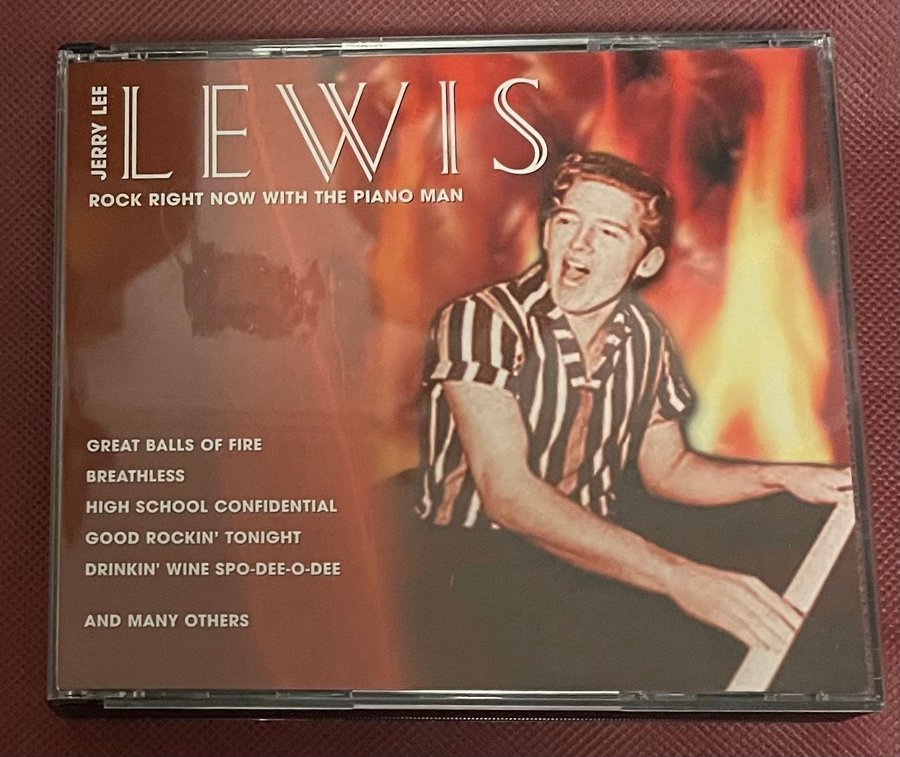 JERRY LEE
LEWIS
ROCK RIGHT NOW WITH THE PIANO MAN
GREAT BALLS OF FIRE
BREATHLESS
HIGH SCHOOL CONFIDENTIAL
GOOD ROCKIN' TONIGHT
DRINKIN' WINE SPO-DEE-O-DEE
AND MANY OTHERS